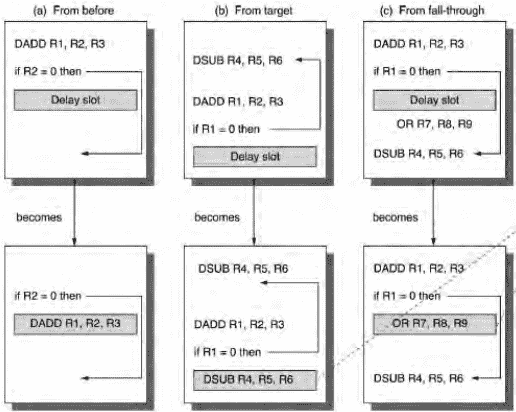 (a) From before
DADD R1, R2, R3
if R2 = 0 then
Delay slot
becomes
if R2 = 0 then
DADD R1, R2, R3
(b) From target
DSUB R4, R5, R6
DADD R1, R2, R3
if R1 = 0 then
Delay slot
becomes
DSUB R4, R5, R6
DADD R1, R2, R3
if R1 = 0 then
DSUB R4, R5, R6
(c) From fall-through
DADD R1, R2, R3
if R1 = 0 then
Delay slot
OR R7, R8, R9
DSUB R4, R5, R6
becomes
DADD R1, R2, R3
if R1 = 0 then
OR R7, R8, R9
DSUB R4, R5, R6